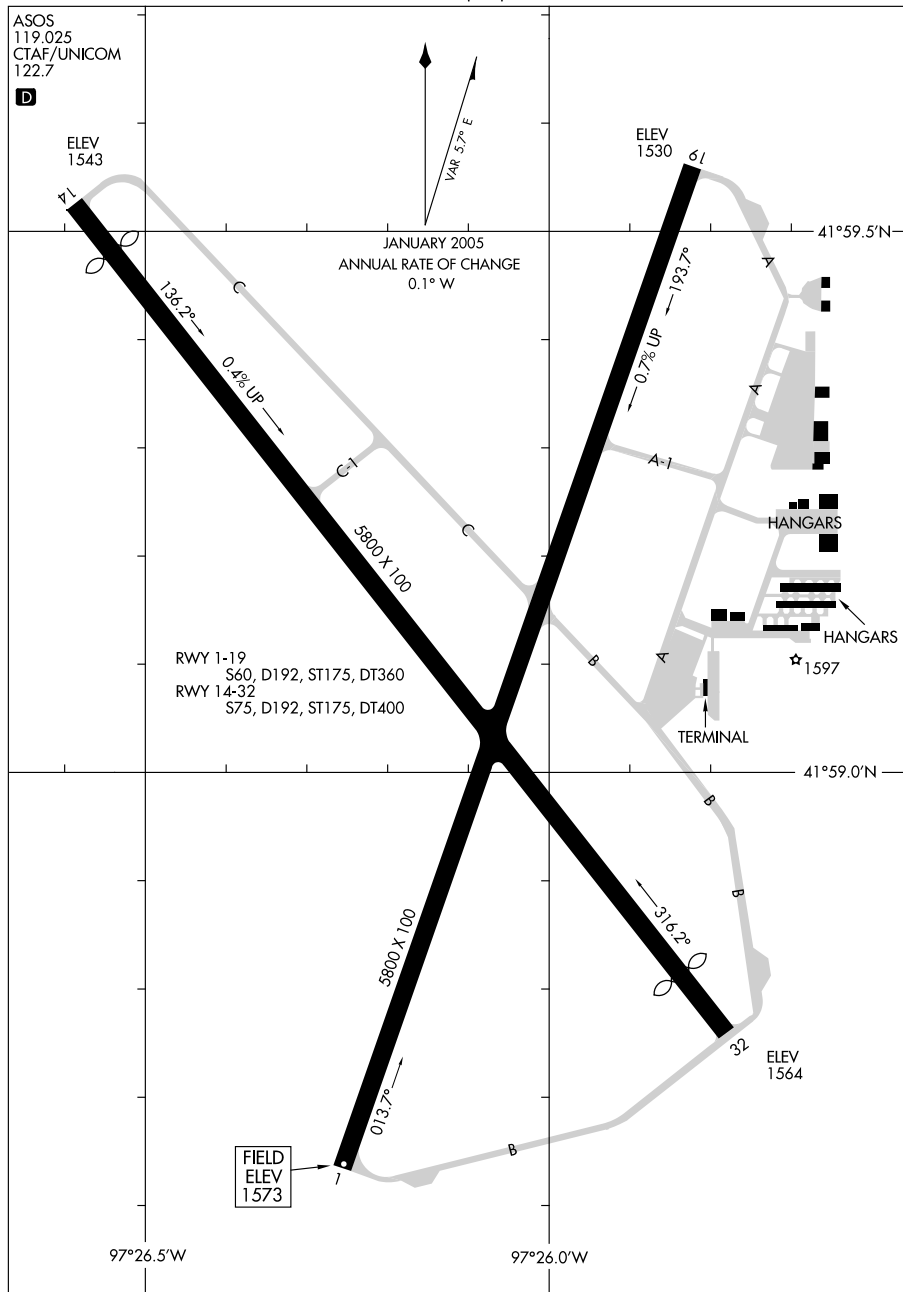 ASOS
119.025
CTAF/UNICOM
122.7
D
ELEV
1543
14
VAR 5.7° E
JANUARY 2005
ANNUAL RATE OF CHANGE
0.1° W
ELEV
1530
19
41°59.5'N
A
193.7°
0.7% UP
C
136.2°
0.4% UP
A
A-1
C-1
C
5800 X 100
HANGARS
HANGARS
RWY 1-19
S60, D192, ST175, DT360
RWY 14-32
S75, D192, ST175, DT400
B
A
1597
TERMINAL
41°59.0'N
B
B
5800 X 100
316.2°
32
ELEV
1564
013.7°
B
FIELD
ELEV
1573
1
97°26.5'W
97°26.0'W